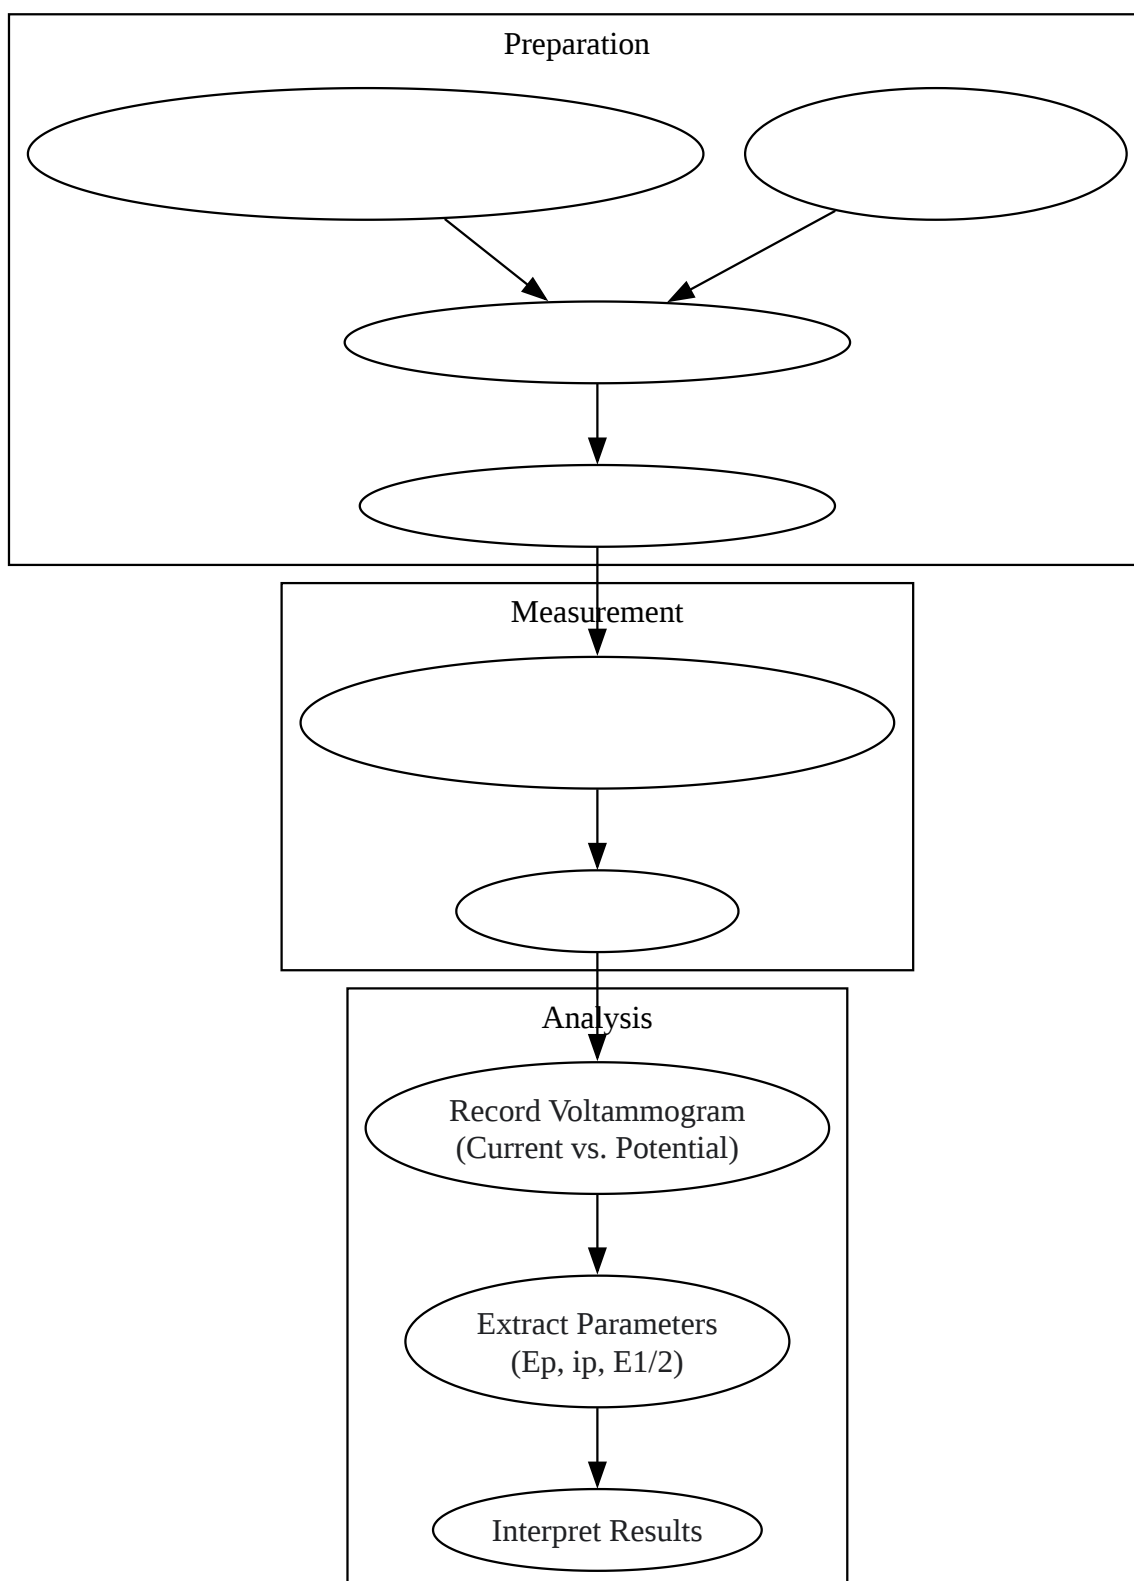 Preparation
Measurement
Analysis
Record Voltammogram
(Current vs. Potential)
Extract Parameters
(Ep, ip, E1/2)
Interpret Results